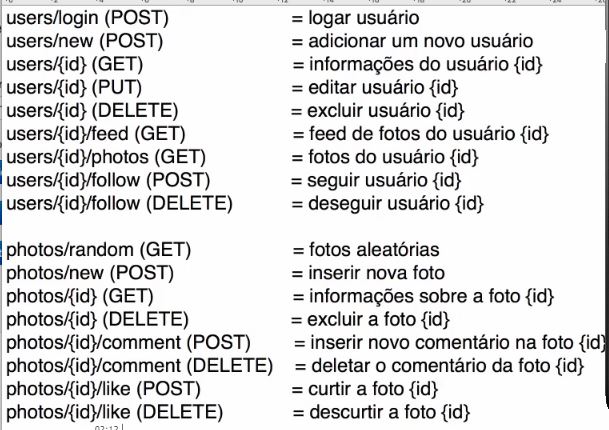 users/login (POST) = logar usuário
users/new (POST) = adicionar um novo usuário
users/{id} (GET) = informações do usuário {id}
users/{id} (PUT) = editar usuário {id}
users/{id} (DELETE) = excluir usuário {id}
users/{id}/feed (GET) = feed de fotos do usuário {id}
users/{id}/photos (GET) = fotos do usuário {id}
users/{id}/follow (POST) = seguir usuário {id}
users/{id}/follow (DELETE) = deseguir usuário {id}
photos/random (GET) = fotos aleatórias
photos/new (POST) = inserir nova foto
photos/{id} (GET) = informações sobre a foto {id}
photos/{id} (DELETE) = excluir a foto {id}
photos/{id}/comment (POST) = inserir novo comentário na foto {id}
photos/{id}/comment (DELETE) = deletar o comentário da foto {id}
photos/{id}/like (POST) = curtir a foto {id}
photos/{id}/like (DELETE) = descurtir a foto {id}